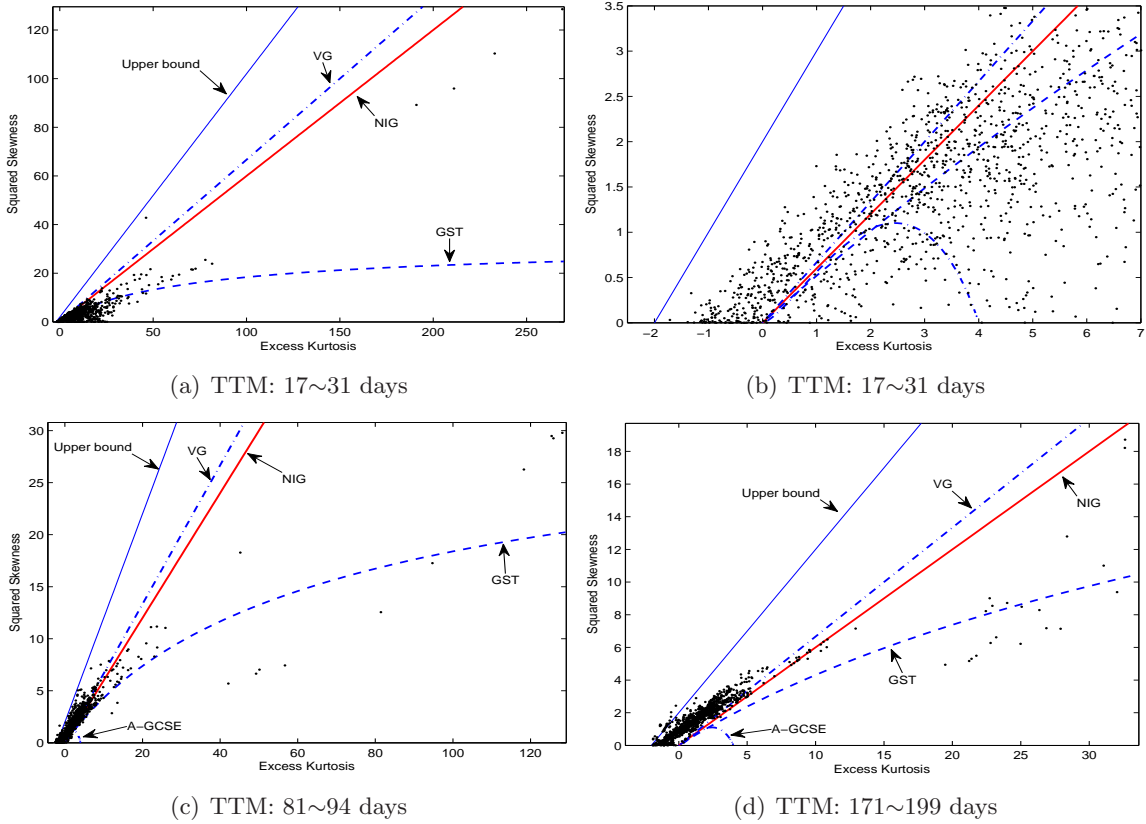 120
100
80
60
40
20
0
Squared Skewness
Upper bound
VG
NIG
GST
0
50
100
150
200
250
Excess Kurtosis
(a) TTM: 17~31 days
3.5
3
2.5
2
1.5
1
0.5
0
Squared Skewness
−2
−1
0
1
2
3
4
5
6
7
Excess Kurtosis
(b) TTM: 17~31 days
30
25
20
15
10
5
0
Squared Skewness
Upper bound
VG
NIG
GST
A−GCSE
0
20
40
60
80
100
120
Excess Kurtosis
(c) TTM: 81~94 days
18
16
14
12
10
8
6
4
2
0
Squared Skewness
Upper bound
VG
NIG
GST
A−GCSE
0
5
10
15
20
25
30
Excess Kurtosis
(d) TTM: 171~199 days